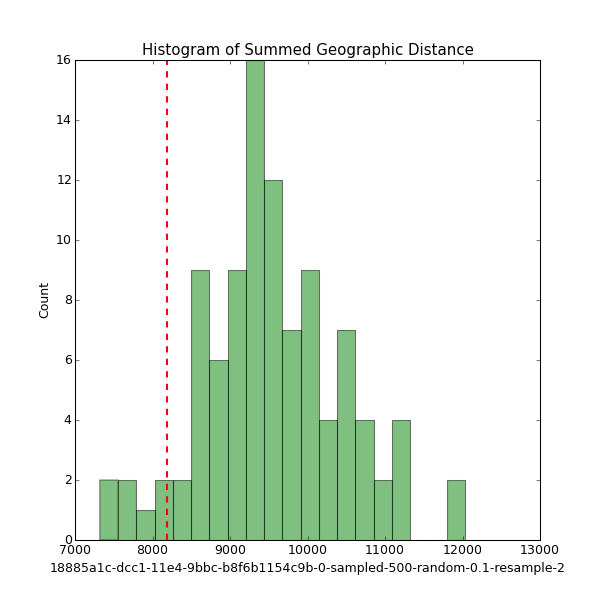 Histogram of Summed Geographic Distance
16
14
12
10
8
6
4
2
0
Count
7000 8000 9000 10000 11000 12000 13000
18885a1c-dcc1-11e4-9bbc-b8f6b1154c9b-0-sampled-500-random-0.1-resample-2